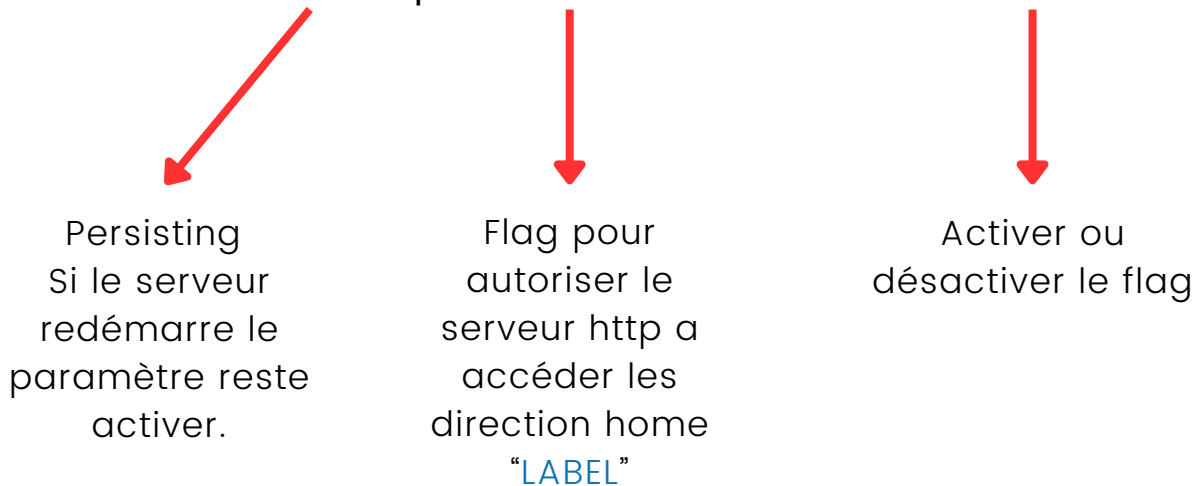 Persisting
Si le serveur
redémarre le
paramètre reste
activer.
Flag pour
autoriser le
serveur http a
accéder les
direction home
“LABEL”
Activer ou
désactiver le flag